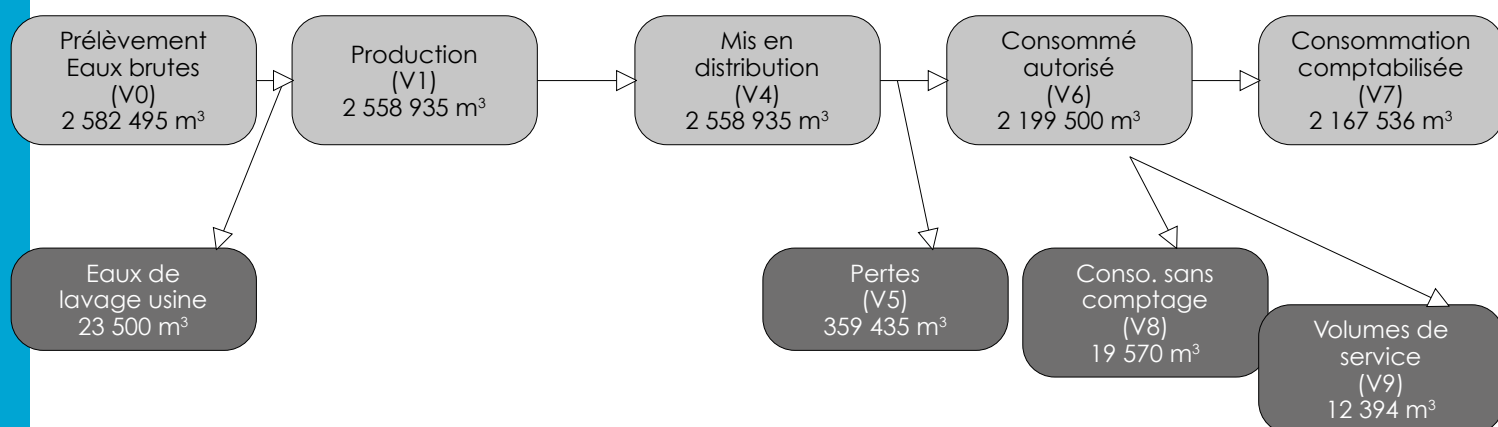 Prélèvement
Eaux brutes
(V0)
2 582 495 m³
Production
(V1)
2 558 935 m³
Mis en
distribution
(V4)
2 558 935 m³
Consommé
autorisé
(V6)
2 199 500 m³
Consommation
comptabilisée
(V7)
2 167 536 m³
Eaux de
lavage usine
23 500 m³
Pertes
(V5)
359 435 m³
Conso. sans
comptage
(V8)
19 570 m³
Volumes de
service
(V9)
12 394 m³